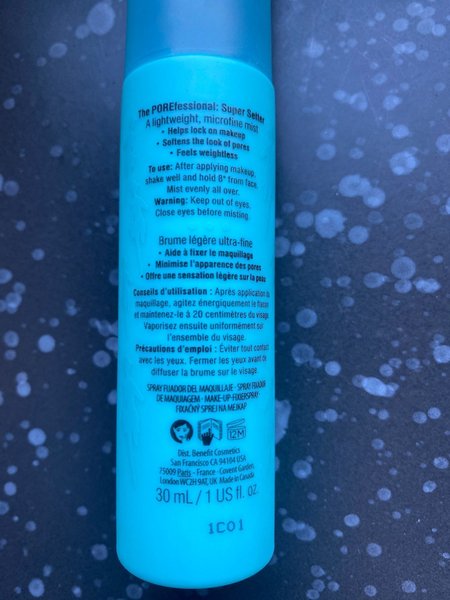 The POREfessional: Super Setter
A lightweight, microfine mist
• Helps lock on makeup
• Softens the look of pores
• Feels weightless
To use: After applying makeup,
shake well and hold 8" from face.
Mist evenly all over.
Warning: Keep out of eyes.
Close eyes before misting.
Brume légère ultra-fine
• Aide à fixer le maquillage
• Minimise l'apparence des pores
• Offre une sensation légère sur la peau
Conseils d'utilisation : Après application du
maquillage, agitez énergiquement le flacon
et maintenez-le à 20 centimètres du visage.
Vaporisez ensuite uniformément sur
l'ensemble du visage.
Précautions d'emploi : Éviter tout contact
avec les yeux. Fermer les yeux avant de
diffuser la brume sur le visage.
SPRAY FIJADOR DEL MAQUILLAJE · SPRAY FIXADOR
DE MAQUIAGEM · MAKE-UP-FIXIERSPRAY
FIXAČNÝ SPREJ NA MEJKAP
12M
Dist. Benefit Cosmetics
San Francisco CA 94104 USA
75009 Paris - France · Covent Garden,
London WC2H 9AT, UK Made in Canada
30 mL / 1 US fl. oz.
1C01